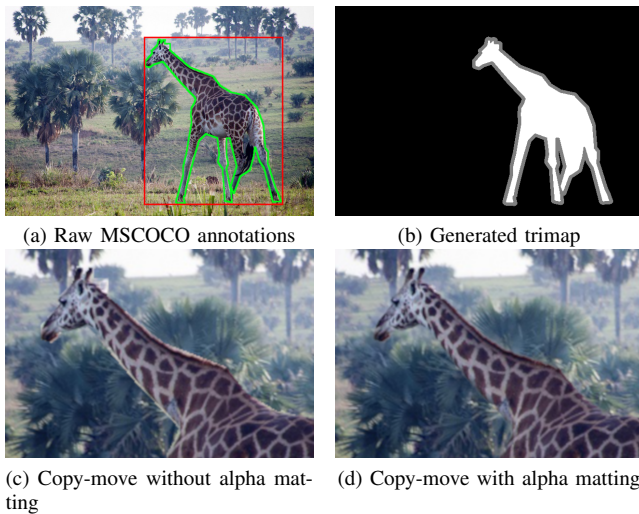 (a) Raw MSCOCO annotations
(b) Generated trimap
(c) Copy-move without alpha mat-
ting
(d) Copy-move with alpha matting